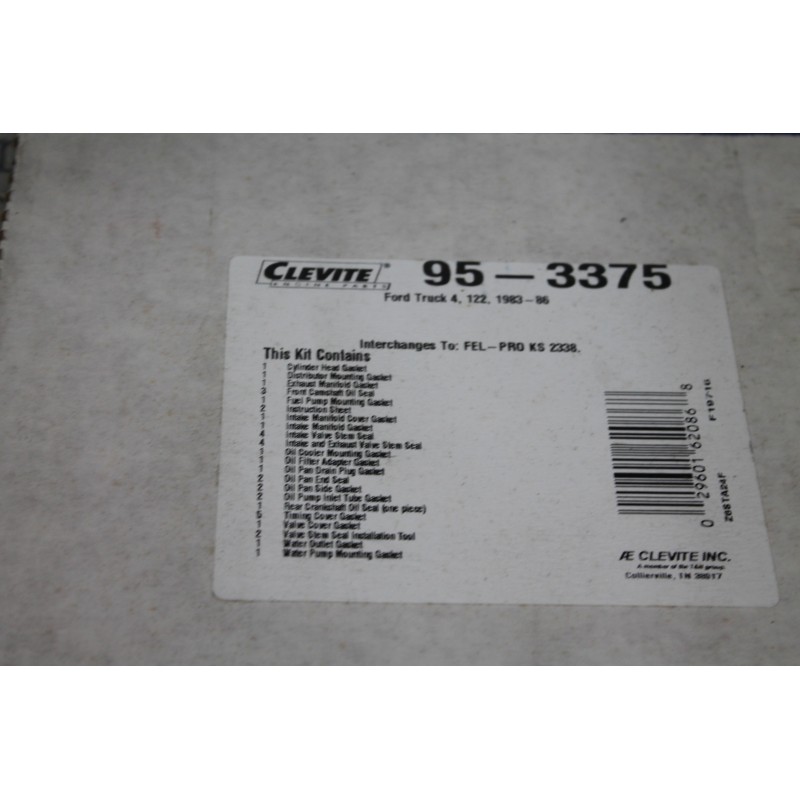 CLEVITE® 95-3375
ENGINE PARTS
Ford Truck 4, 122, 1983-86
Interchanges To: FEL-PRO KS 2338.
This Kit Contains
1 Cylinder Head Gasket
1 Distributor Mounting Gasket
1 Exhaust Manifold Gasket
3 Front Camshaft Oil Seal
1 Fuel Pump Mounting Gasket
2 Instruction Sheet
1 Intake Manifold Cover Gasket
1 Intake Manifold Gasket
4 Intake Valve Stem Seal
4 Intake and Exhaust Valve Stem Seal
1 Oil Cooler Mounting Gasket
1 Oil Filter Adapter Gasket
1 Oil Pan Drain Plug Gasket
2 Oil Pan End Seal
2 Oil Pan Side Gasket
2 Oil Pump Inlet Tube Gasket
1 Rear Crankshaft Oil Seal (one piece)
5 Timing Cover Gasket
1 Valve Cover Gasket
2 Valve Stem Seal Installation Tool
1 Water Outlet Gasket
1 Water Pump Mounting Gasket
0 29601 62086 8
F19716
Z88TA24F
Æ CLEVITE INC.
A member of the T&N group
Collierville, TN 38017